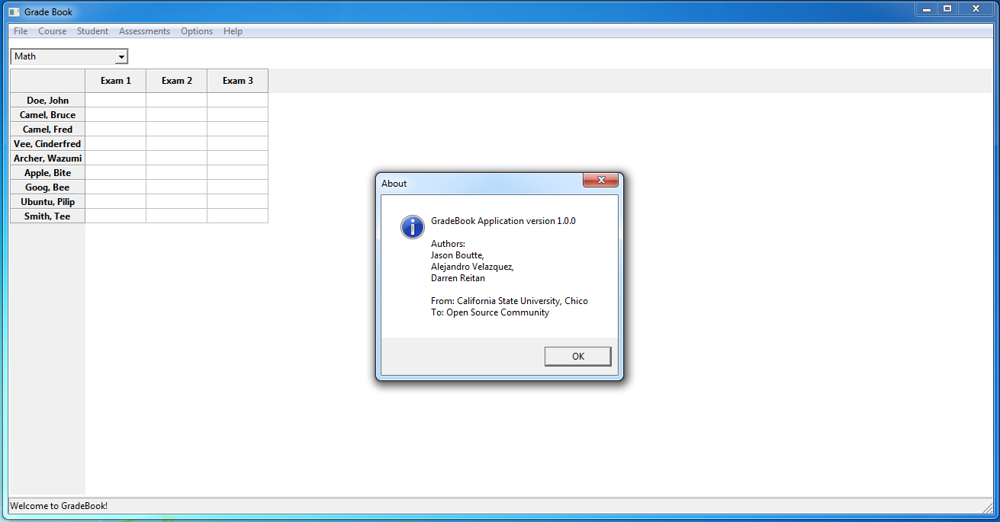 Grade Book
File Course Student Assessments Options Help
Math
Exam 1 Exam 2 Exam 3
Doe, John
Camel, Bruce
Camel, Fred
Vee, Cinderfred
Archer, Wazumi
Apple, Bite
Goog, Bee
Ubuntu, Pilip
Smith, Tee
About
GradeBook Application version 1.0.0
Authors:
Jason Boutte,
Alejandro Velazquez,
Darren Reitan
From: California State University, Chico
To: Open Source Community
OK
Welcome to GradeBook!